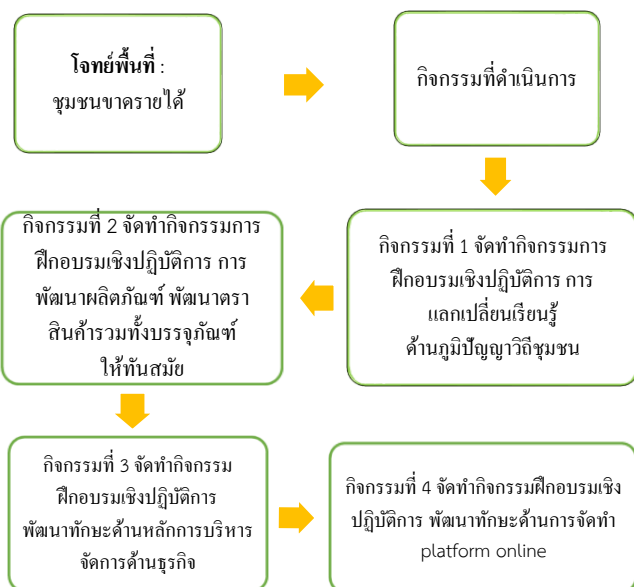 โจทย์พื้นที่ :
ชุมชนขาดรายได้
กิจกรรมที่ดำเนินการ
กิจกรรมที่ 1 จัดทำกิจกรรมการ
ฝึกอบรมเชิงปฏิบัติการ การ
แลกเปลี่ยนเรียนรู้
ด้านภูมิปัญญาวิถีชุมชน
กิจกรรมที่ 2 จัดทำกิจกรรมการ
ฝึกอบรมเชิงปฏิบัติการ การ
พัฒนาผลิตภัณฑ์ พัฒนาตรา
สินค้ารวมทั้งบรรจุภัณฑ์
ให้ทันสมัย
กิจกรรมที่ 3 จัดทำกิจกรรม
ฝึกอบรมเชิงปฏิบัติการ
พัฒนาทักษะด้านหลักการบริหาร
จัดการด้านธุรกิจ
กิจกรรมที่ 4 จัดทำกิจกรรมฝึกอบรมเชิง
ปฏิบัติการ พัฒนาทักษะด้านการจัดทำ
platform online